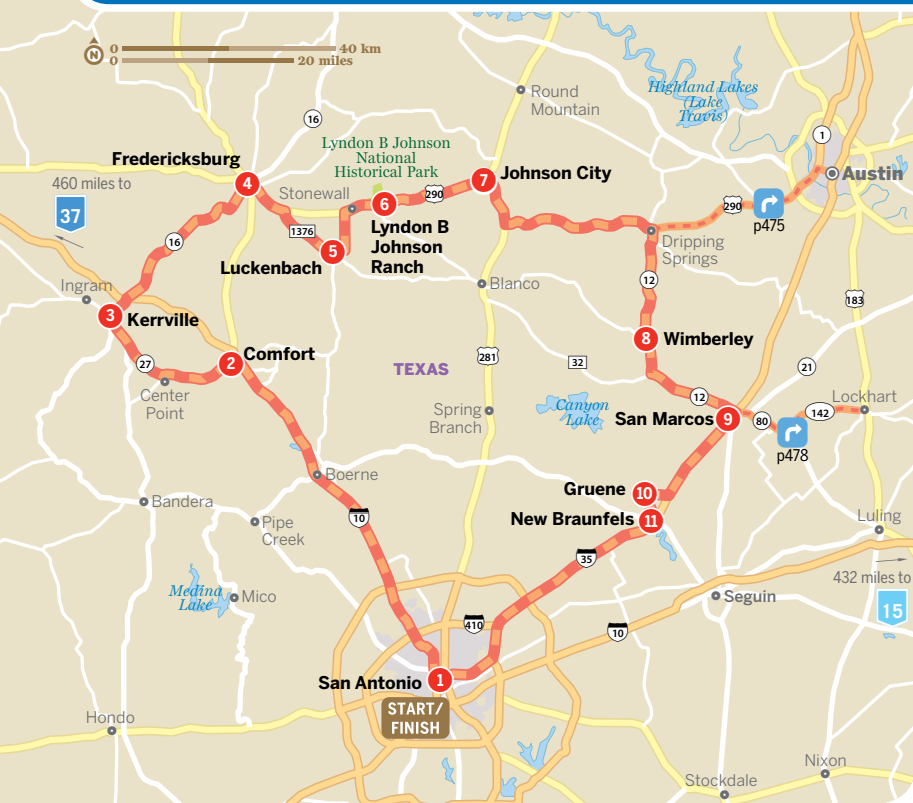 N
0 40 km
0 20 miles
Round
Mountain
Highland Lakes
(Lake
Travis)
16
1
Lyndon B Johnson
National
Historical Park
Fredericksburg
4
Stonewall
7
Johnson City
Austin
460 miles to
37
6
290
290
p475
16
1376
Lyndon B
Johnson
Ranch
5
Luckenbach
Dripping
Springs
Ingram
Blanco
12
183
3
Kerrville
8
Wimberley
27
2
Comfort
281
32
21
TEXAS
Center
Point
Spring
Branch
Canyon
Lake
12
San Marcos
9
80
142
Lockhart
p478
Boerne
Gruene
10
New Braunfels
11
Bandera
Pipe
Creek
10
Luling
35
432 miles to
15
Medina
Lake
Mico
Seguin
410
10
San Antonio
1
START/
FINISH
Hondo
Nixon
Stockdale